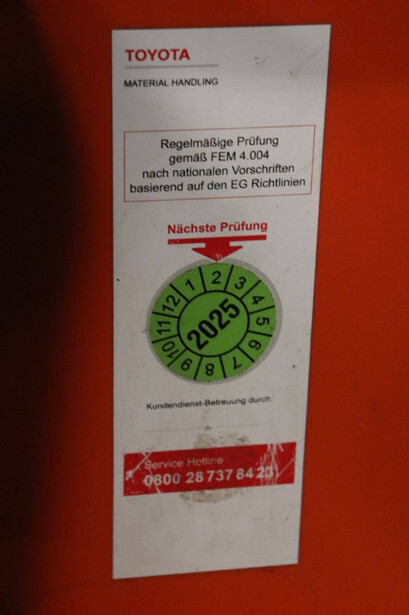 TOYOTA
MATERIAL HANDLING
Regelmäßige Prüfung
gemäß FEM 4.004
nach nationalen Vorschriften
basierend auf den EG Richtlinien
Nächste Prüfung
1 2 3 4 5 6 7 8 9 10 11 12
2025
Kundendienst-Betreuung durch:
Service Hotline
0800 28 737 84 23